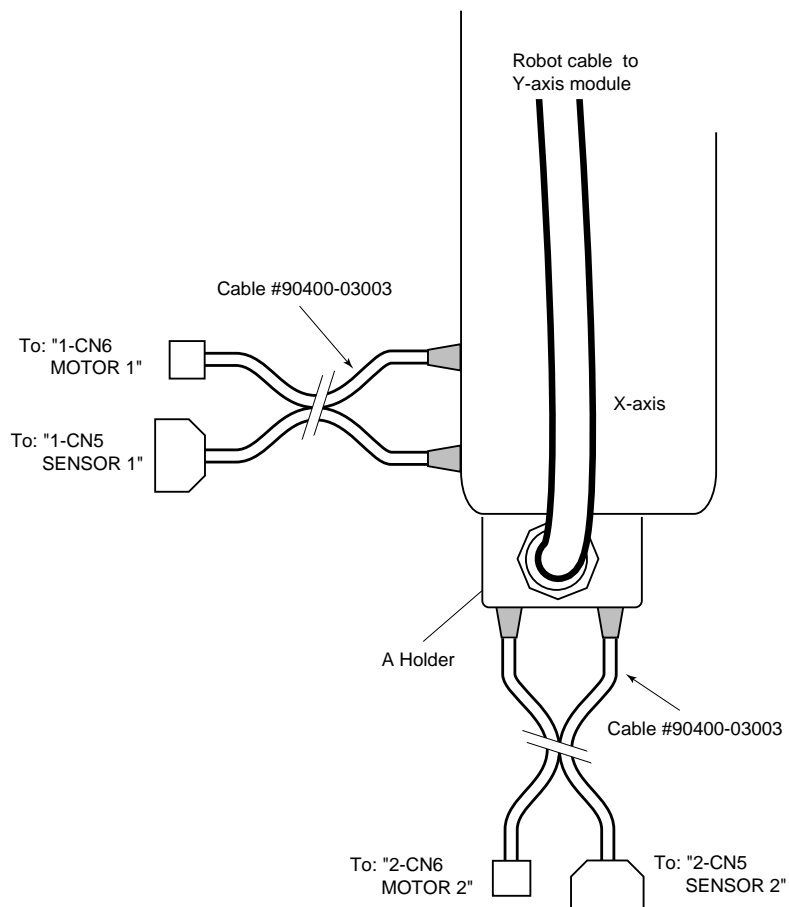 Robot cable to
Y-axis module
Cable #90400-03003
To: "1-CN6
MOTOR 1"
X-axis
To: "1-CN5
SENSOR 1"
A Holder
Cable #90400-03003
To: "2-CN6
MOTOR 2"
To: "2-CN5
SENSOR 2"